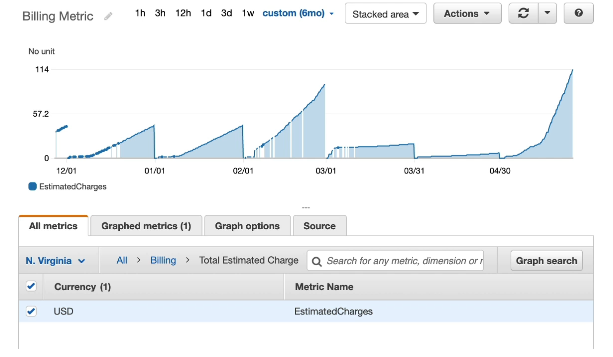 Billing Metric
1h 3h 12h 1d 3d 1w custom (6mo)
Stacked area
Actions
No unit
114
57.2
0
12/01 01/01 02/01 03/01 03/31 04/30
EstimatedCharges
All metrics
Graphed metrics (1)
Graph options
Source
N. Virginia
All > Billing > Total Estimated Charge
Search for any metric, dimension or r
Graph search
Currency (1) Metric Name
USD EstimatedCharges